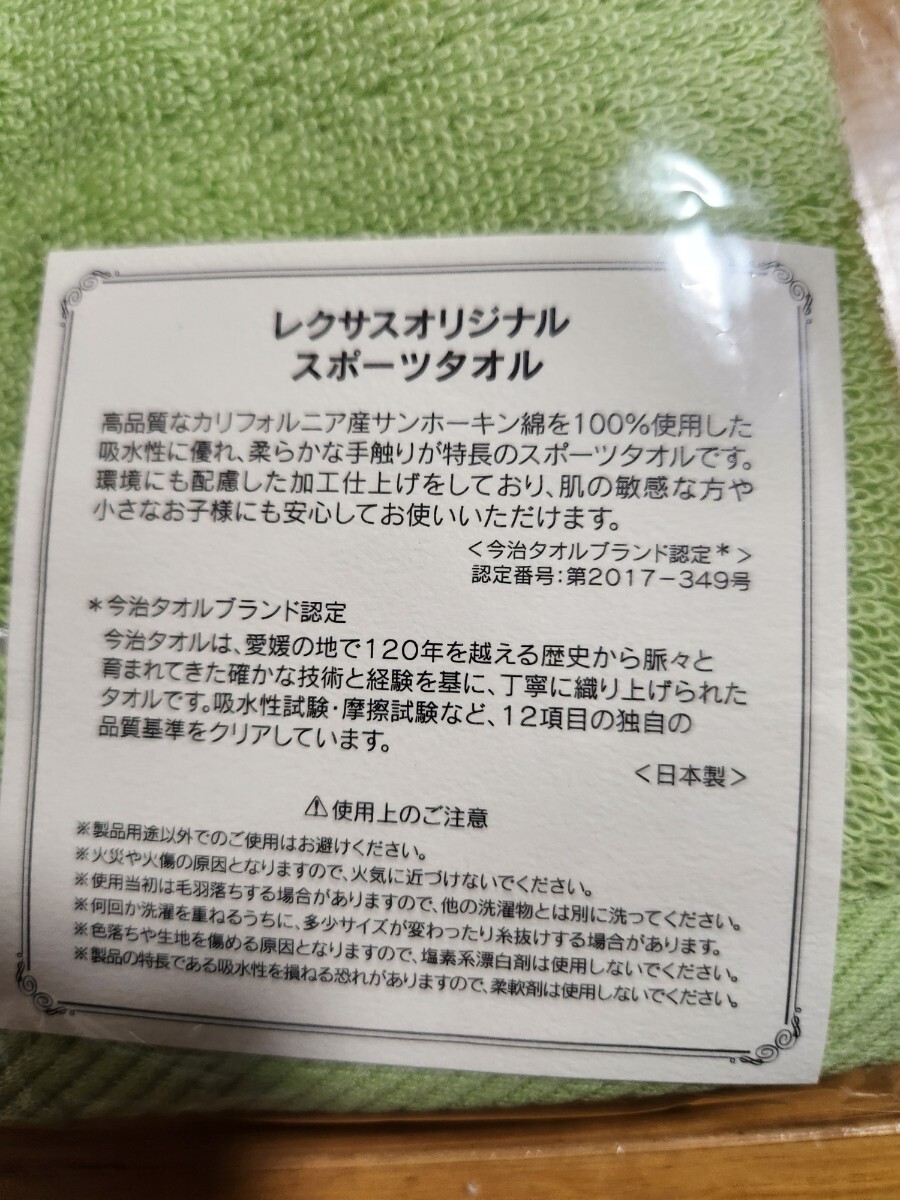 レクサスオリジナル
スポーツタオル
高品質なカリフォルニア産サンホーキン綿を100%使用した
吸水性に優れ、柔らかな手触りが特長のスポーツタオルです。
環境にも配慮した加工仕上げをしており、肌の敏感な方や
小さなお子様にも安心してお使いいただけます。
<今治タオルブランド認定*>
認定番号:第2017-349号
*今治タオルブランド認定
今治タオルは、愛媛の地で120年を越える歴史から脈々と
育まれてきた確かな技術と経験を基に、丁寧に織り上げられた
タオルです。吸水性試験・摩擦試験など、12項目の独自の
品質基準をクリアしています。
<日本製>
⚠使用上のご注意
※製品用途以外でのご使用はお避けください。
※火災や火傷の原因となりますので、火気に近づけないでください。
※使用当初は毛羽落ちする場合がありますので、他の洗濯物とは別に洗ってください。
※何回か洗濯を重ねるうちに、多少サイズが変わったり糸抜けする場合があります。
※色落ちや生地を傷める原因となりますので、塩素系漂白剤は使用しないでください。
※製品の特長である吸水性を損ねる恐れがありますので、柔軟剤は使用しないでください。